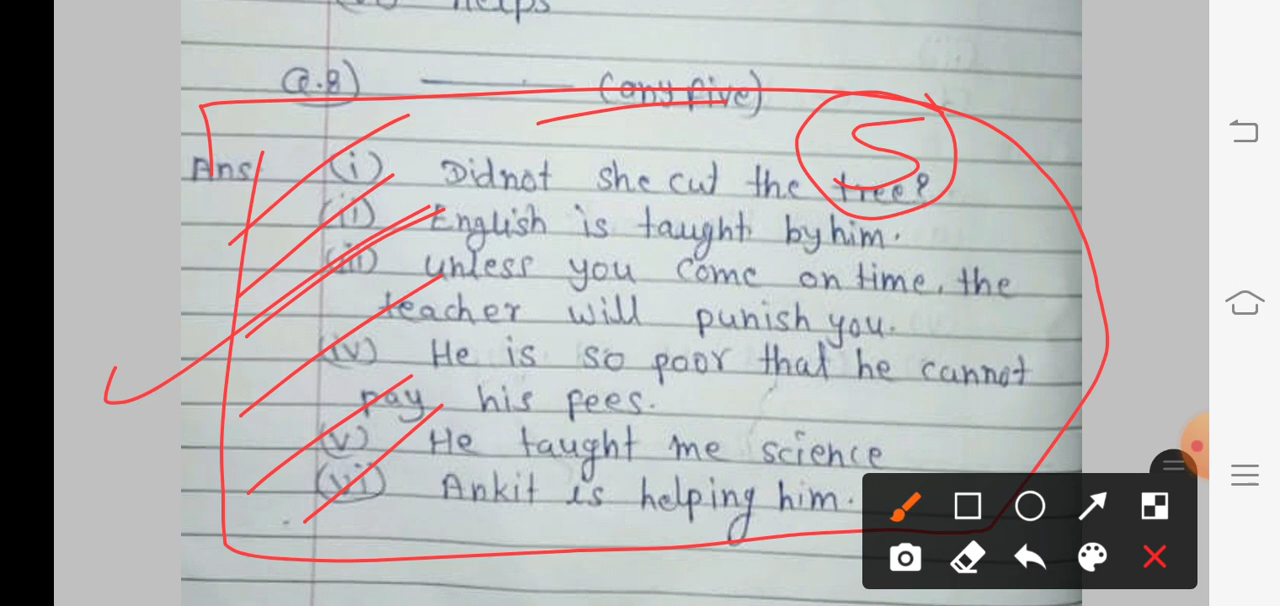 (ii) helps
Q.8) ——— (any five)
5
Ans (i) Didnot she cut the tree?
(ii) English is taught by him.
(iii) unless you come on time, the
teacher will punish you.
(iv) He is so poor that he cannot
pay his fees.
(v) He taught me science
(vi) Ankit is helping him.